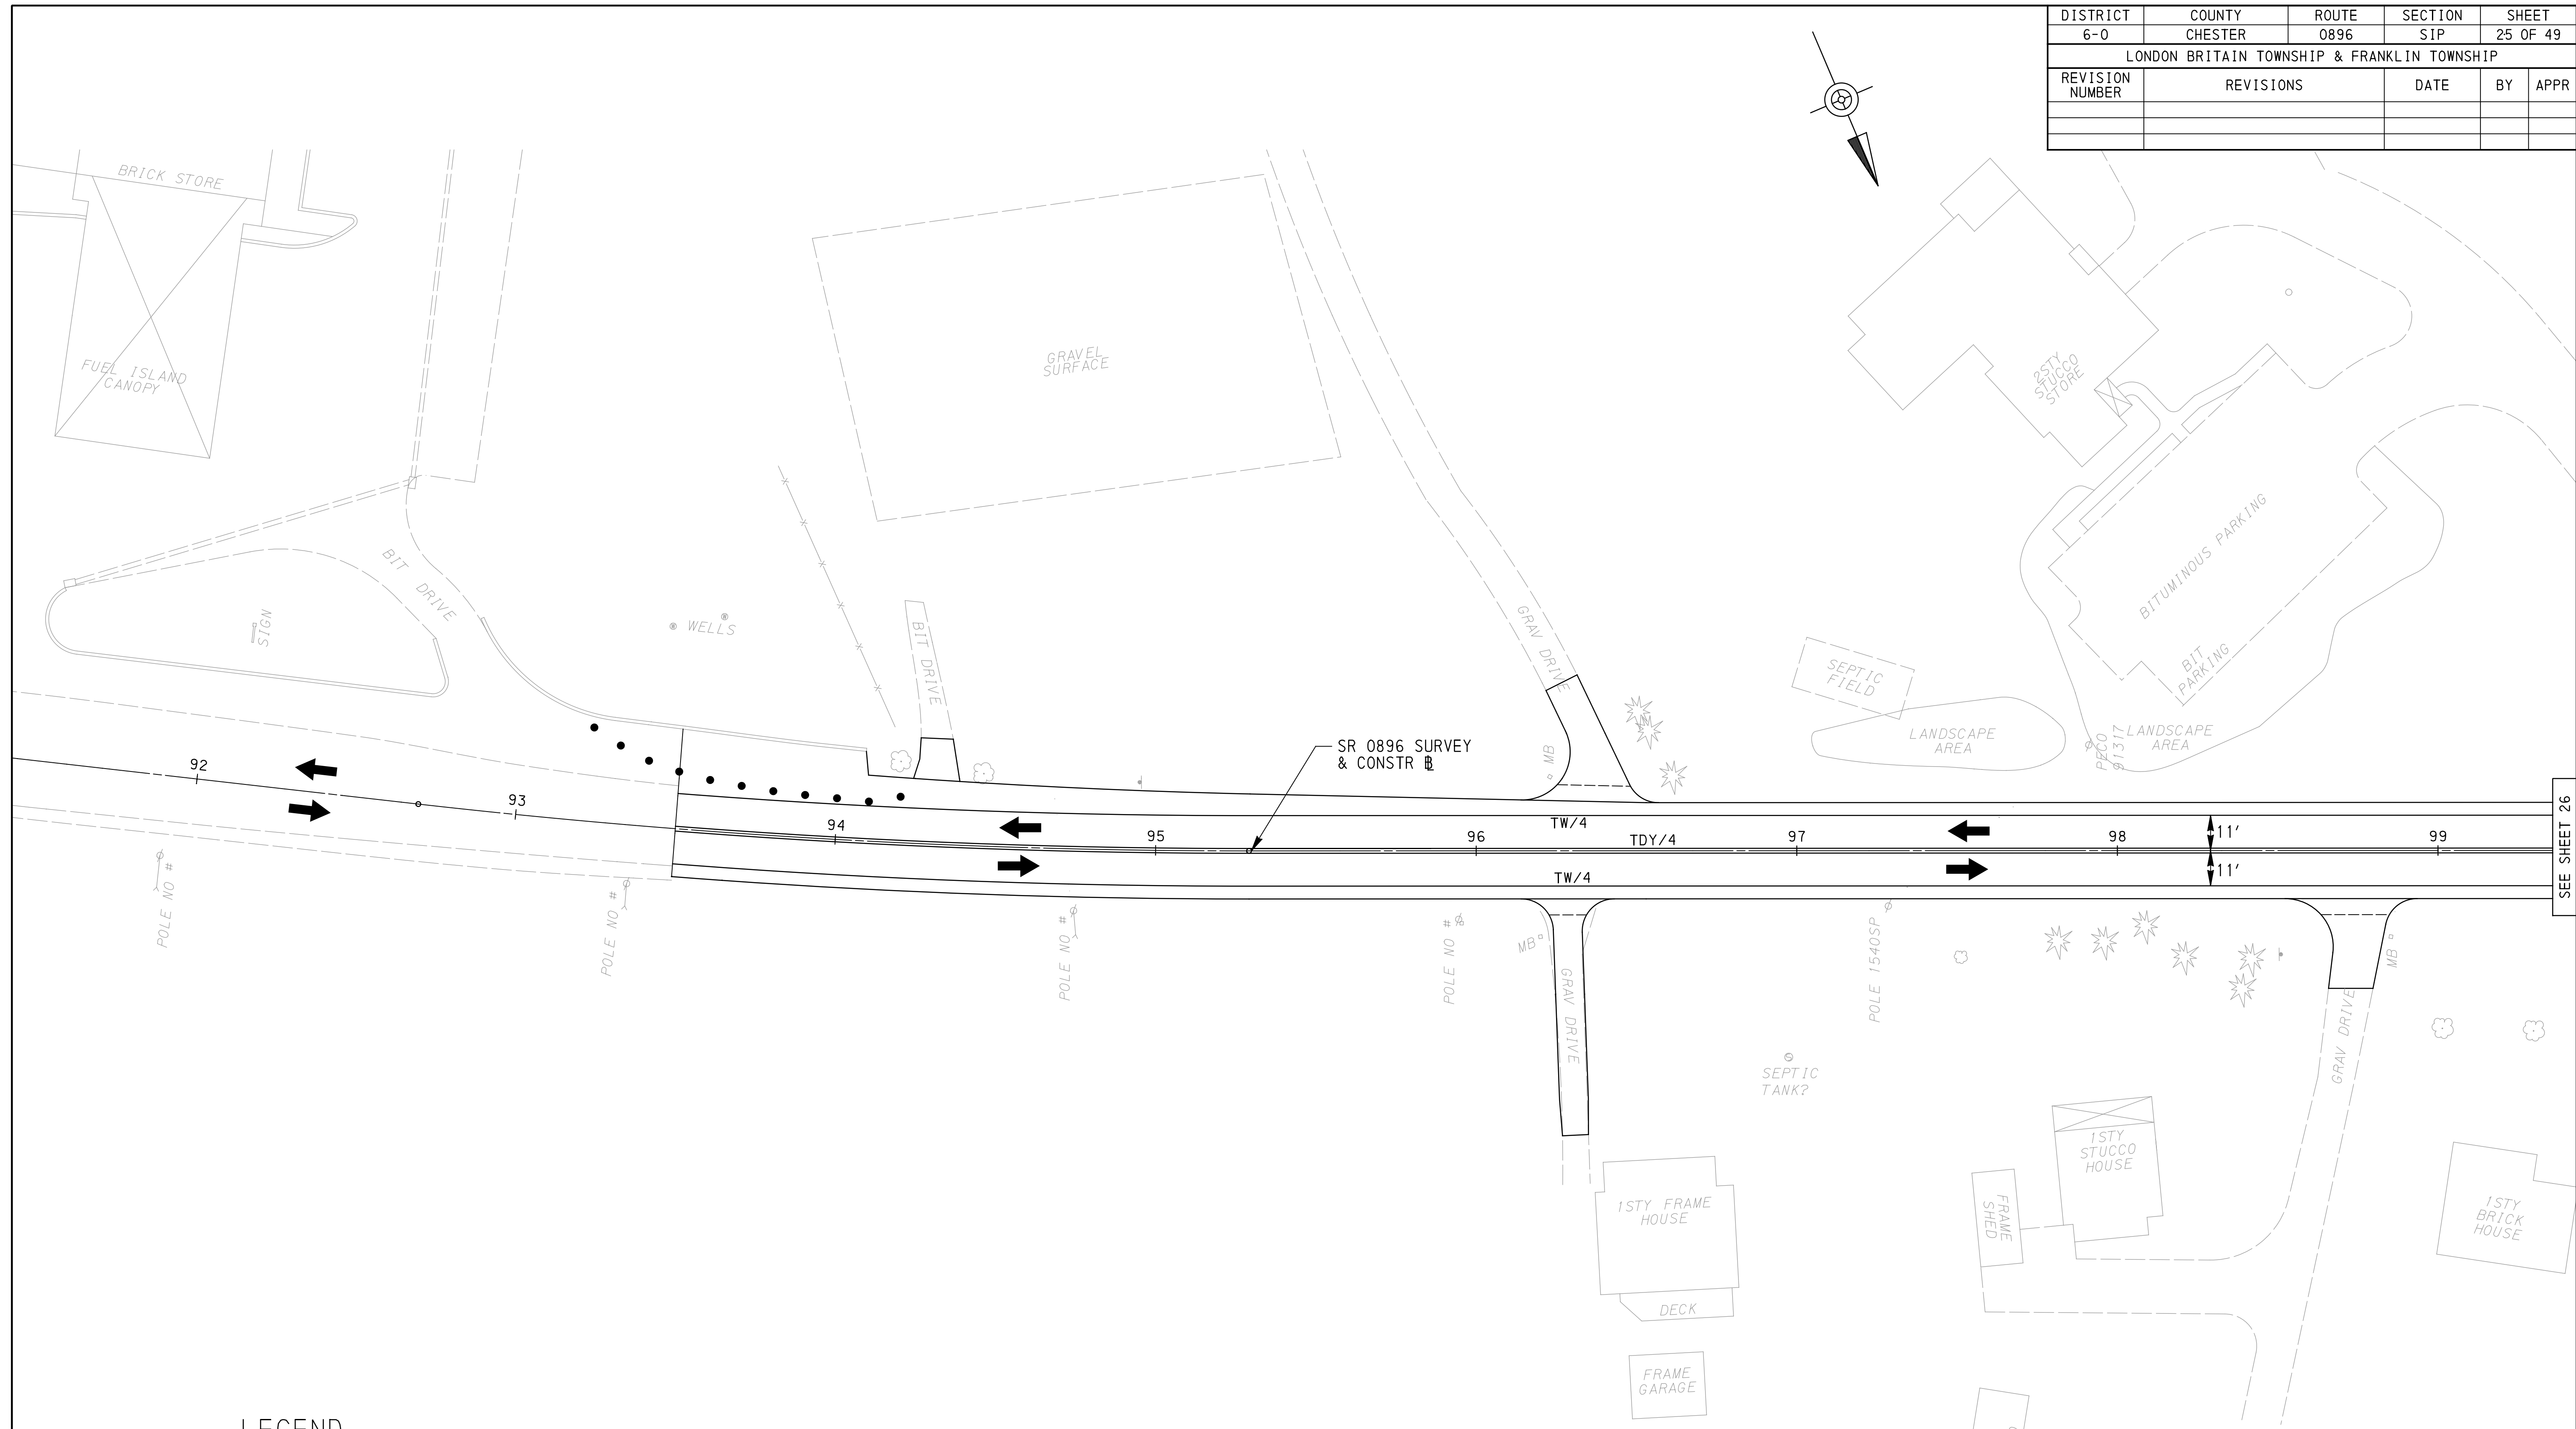 DISTRICT COUNTY ROUTE SECTION SHEET
6-0 CHESTER 0896 SIP 25 OF 49
LONDON BRITAIN TOWNSHIP & FRANKLIN TOWNSHIP
REVISION NUMBER REVISIONS DATE BY APPR
BRICK STORE
FUEL ISLAND
CANOPY
GRAVEL
SURFACE
2STY
STUCCO
STORE
BITUMINOUS PARKING
BIT
PARKING
BIT DRIVE
SIGN
WELLS
BIT DRIVE
GRAV DRIVE
SEPTIC
FIELD
LANDSCAPE
AREA
PECO
91317
LANDSCAPE
AREA
MB
SR 0896 SURVEY
& CONSTR BL
92
93
94
95
96
97
98
99
TW/4
TDY/4
TW/4
11'
11'
SEE SHEET 26
POLE NO #
POLE NO #
POLE NO #
POLE NO #
MB
GRAV DRIVE
POLE 1540SP
MB
GRAV DRIVE
SEPTIC
TANK?
1STY FRAME
HOUSE
DECK
FRAME
GARAGE
FRAME
SHED
1STY
STUCCO
HOUSE
1STY
BRICK
HOUSE
LEGEND